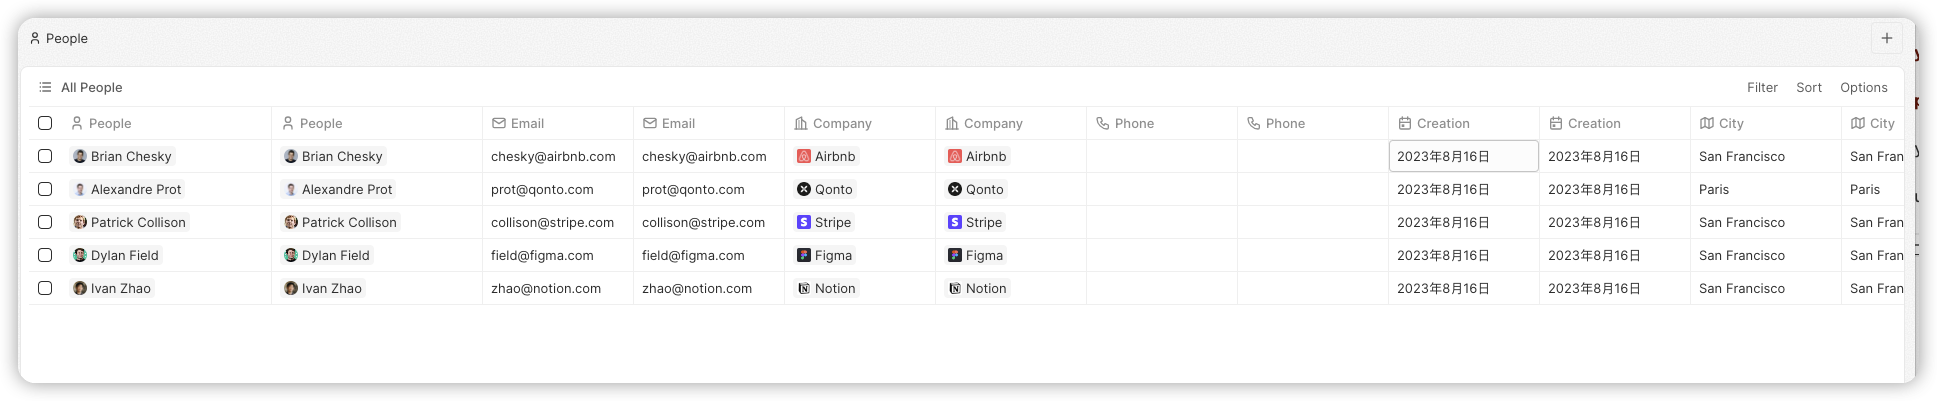 People
All People Filter Sort Options
People People Email Email Company Company Phone Phone Creation Creation City City
Brian Chesky Brian Chesky chesky@airbnb.com chesky@airbnb.com Airbnb Airbnb 2023年8月16日 2023年8月16日 San Francisco San Fran
Alexandre Prot Alexandre Prot prot@qonto.com prot@qonto.com Qonto Qonto 2023年8月16日 2023年8月16日 Paris Paris
Patrick Collison Patrick Collison collison@stripe.com collison@stripe.com Stripe Stripe 2023年8月16日 2023年8月16日 San Francisco San Fran
Dylan Field Dylan Field field@figma.com field@figma.com Figma Figma 2023年8月16日 2023年8月16日 San Francisco San Fran
Ivan Zhao Ivan Zhao zhao@notion.com zhao@notion.com Notion Notion 2023年8月16日 2023年8月16日 San Francisco San Fran